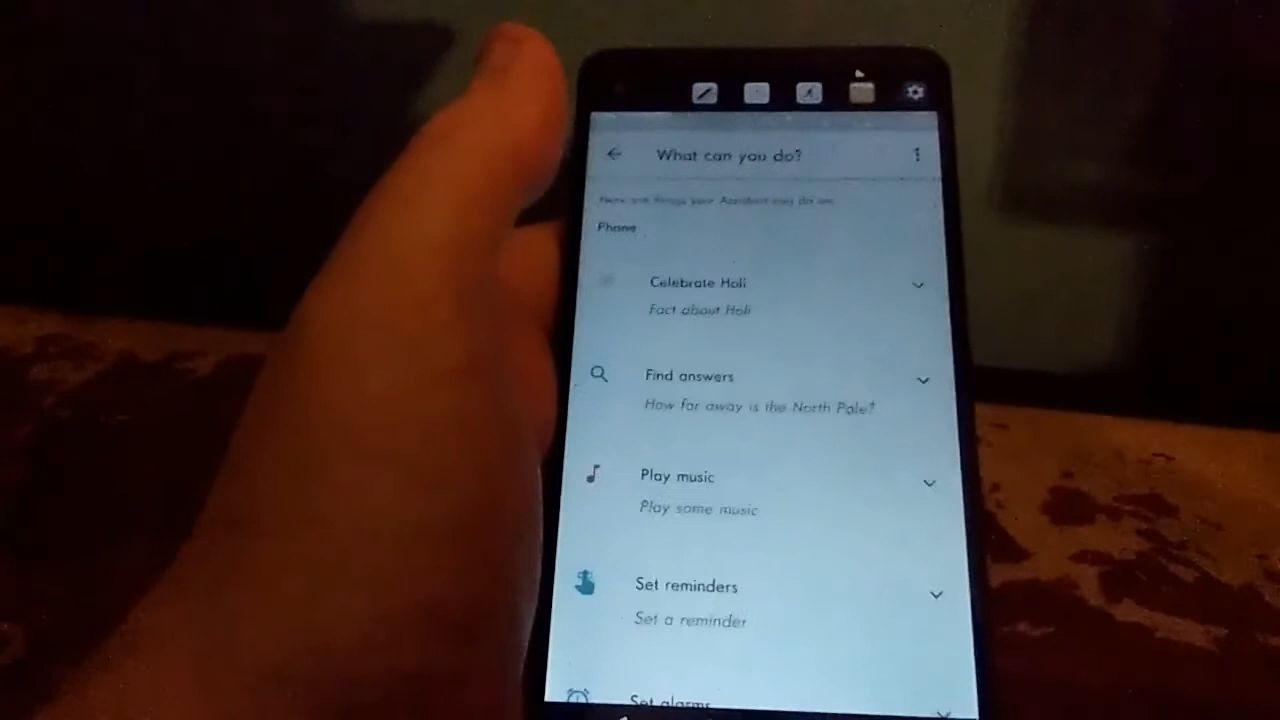 What can you do?
Here are things your Assistant may do on:
Phone
Celebrate Holi
Fact about Holi
Find answers
How far away is the North Pole?
Play music
Play some music
Set reminders
Set a reminder
Set alarms